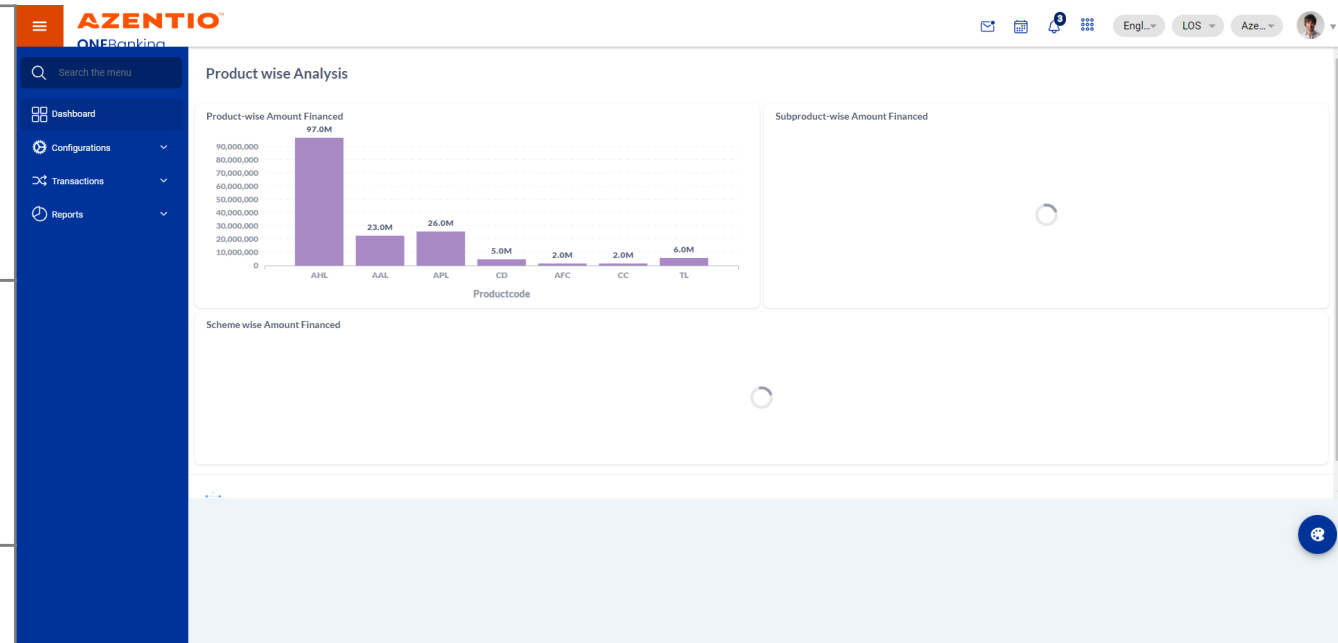 AZENTIO
ONEBanking
3
Engl...
LOS
Aze...
Search the menu
Dashboard
Configurations
Transactions
Reports
Product wise Analysis
Product-wise Amount Financed
97.0M
90,000,000
80,000,000
70,000,000
60,000,000
50,000,000
40,000,000
30,000,000
20,000,000
10,000,000
0
23.0M
26.0M
5.0M
2.0M
2.0M
6.0M
AHL AAL APL CD AFC CC TL
Productcode
Subproduct-wise Amount Financed
Scheme wise Amount Financed